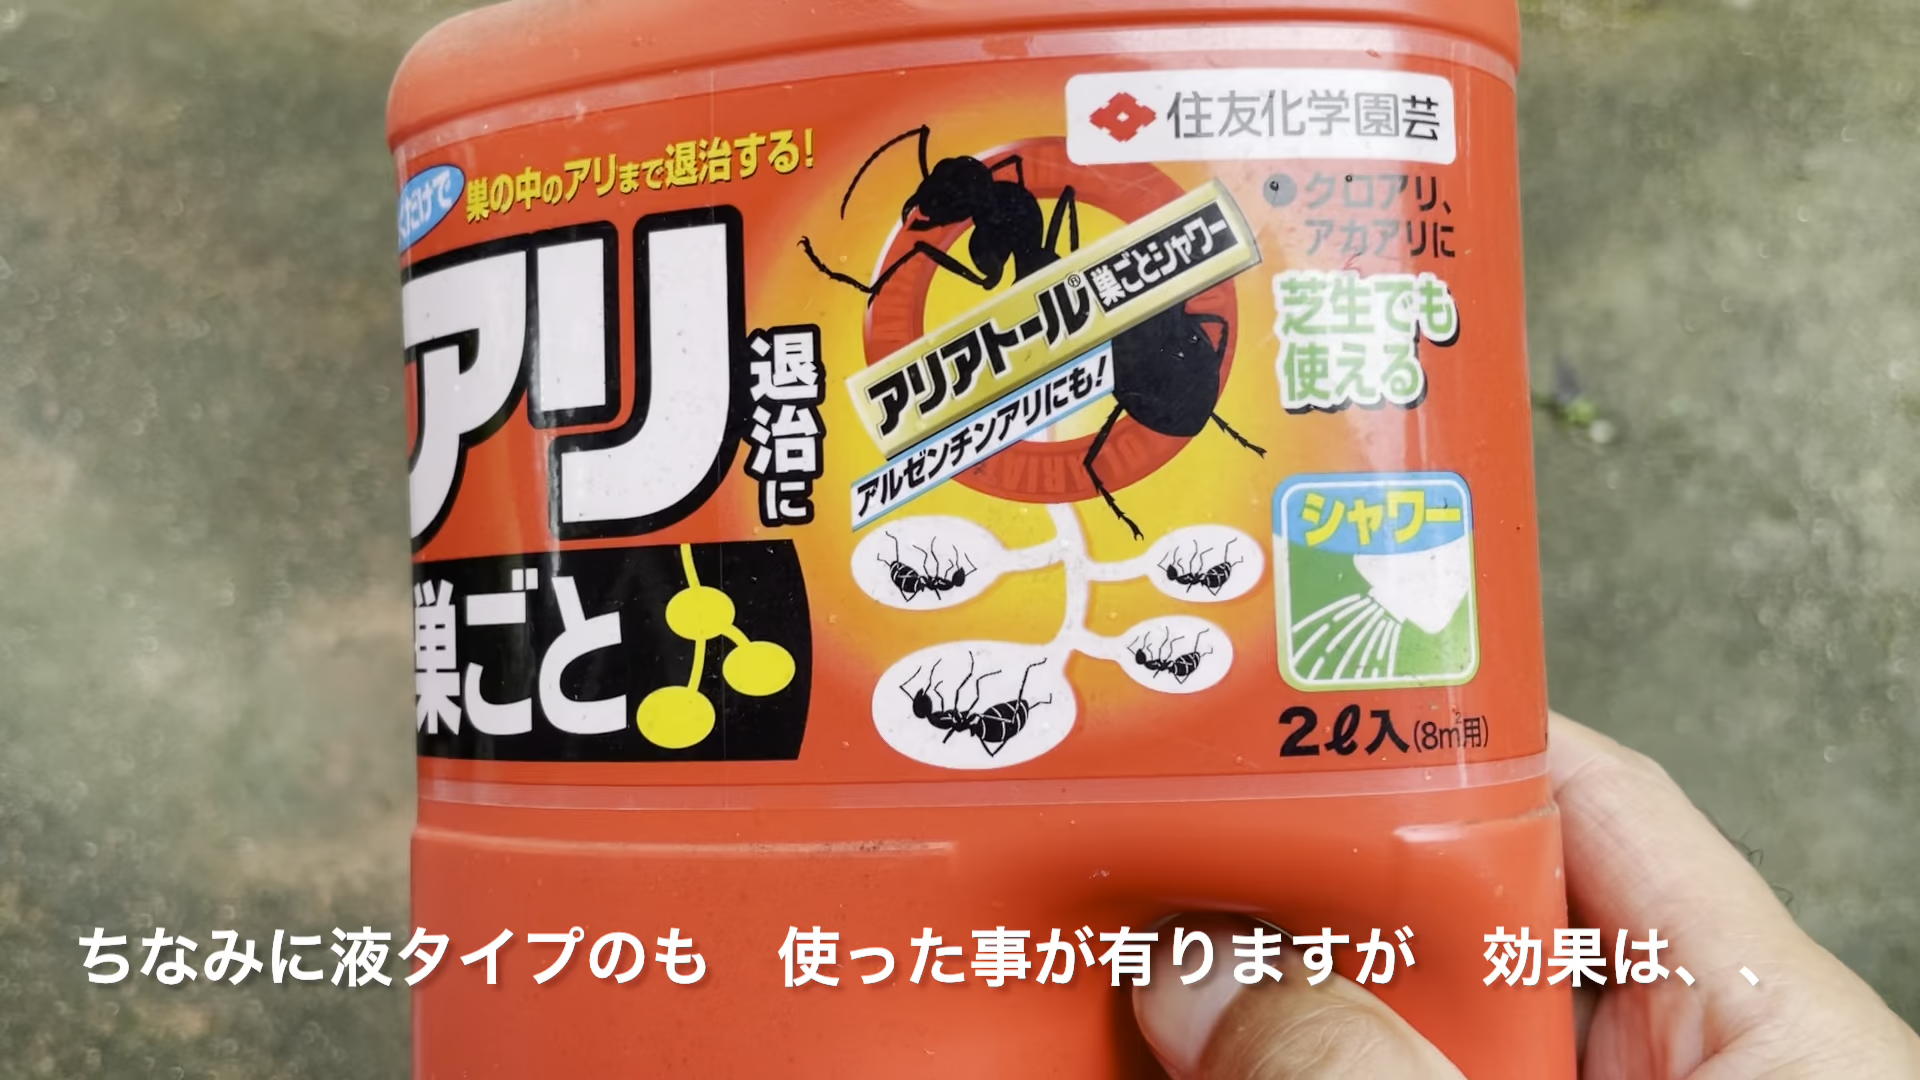 住友化学園芸
くだけで
巣の中のアリまで退治する!
アリ
退治に
巣ごと
アリアトール® 巣ごとシャワー
アルゼンチンアリにも!
●クロアリ、
アカアリに
芝生でも
使える
シャワー
2ℓ入(8m²用)
ちなみに液タイプのも 使った事が有りますが 効果は、、